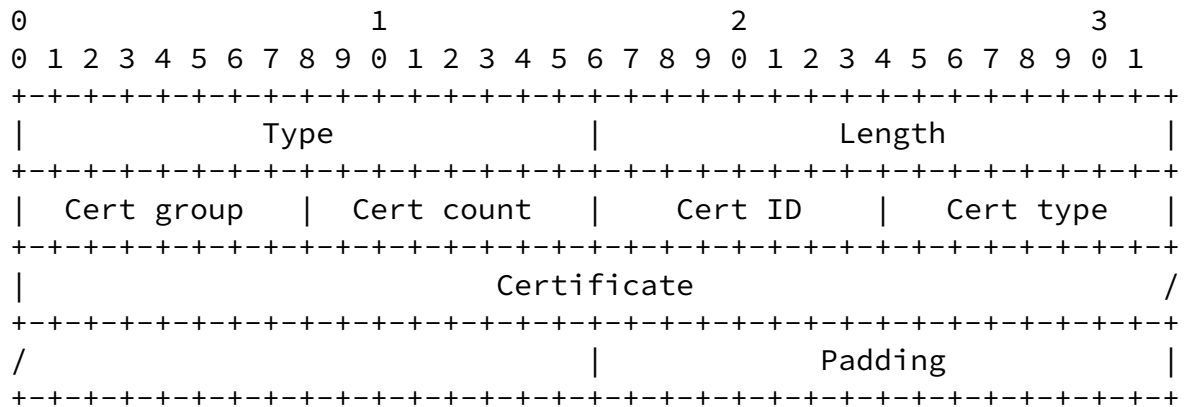 0                   1                   2                   3
0 1 2 3 4 5 6 7 8 9 0 1 2 3 4 5 6 7 8 9 0 1 2 3 4 5 6 7 8 9 0 1
+-+-+-+-+-+-+-+-+-+-+-+-+-+-+-+-+-+-+-+-+-+-+-+-+-+-+-+-+-+-+-+-+
|             Type              |             Length            |
+-+-+-+-+-+-+-+-+-+-+-+-+-+-+-+-+-+-+-+-+-+-+-+-+-+-+-+-+-+-+-+-+
|  Cert group   |  Cert count   |    Cert ID    |   Cert type   |
+-+-+-+-+-+-+-+-+-+-+-+-+-+-+-+-+-+-+-+-+-+-+-+-+-+-+-+-+-+-+-+-+
|                          Certificate                          /
+-+-+-+-+-+-+-+-+-+-+-+-+-+-+-+-+-+-+-+-+-+-+-+-+-+-+-+-+-+-+-+-+
/                               |            Padding            |
+-+-+-+-+-+-+-+-+-+-+-+-+-+-+-+-+-+-+-+-+-+-+-+-+-+-+-+-+-+-+-+-+